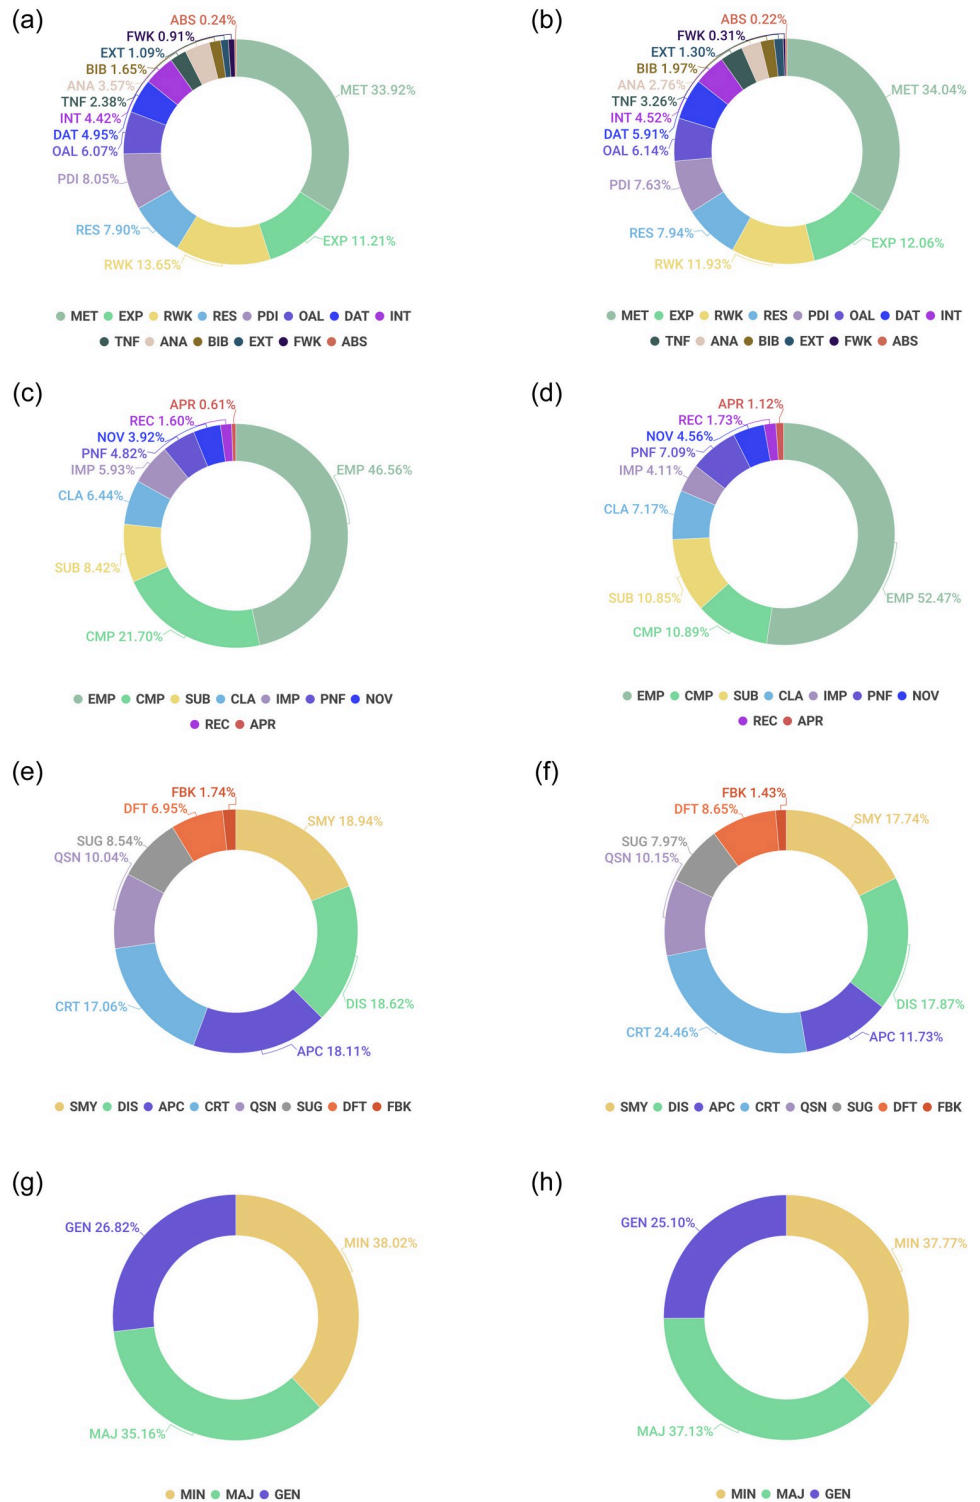 (a)
ABS 0.24%
FWK 0.91%
EXT 1.09%
BIB 1.65%
ANA 3.57%
TNF 2.38%
INT 4.42%
DAT 4.95%
OAL 6.07%
PDI 8.05%
RES 7.90%
RWK 13.65%
EXP 11.21%
MET 33.92%
MET EXP RWK RES PDI OAL DAT INT
TNF ANA BIB EXT FWK ABS
(b)
ABS 0.22%
FWK 0.31%
EXT 1.30%
BIB 1.97%
ANA 2.76%
TNF 3.26%
INT 4.52%
DAT 5.91%
OAL 6.14%
PDI 7.63%
RES 7.94%
RWK 11.93%
EXP 12.06%
MET 34.04%
MET EXP RWK RES PDI OAL DAT INT
TNF ANA BIB EXT FWK ABS
(c)
APR 0.61%
REC 1.60%
NOV 3.92%
PNF 4.82%
IMP 5.93%
CLA 6.44%
SUB 8.42%
CMP 21.70%
EMP 46.56%
EMP CMP SUB CLA IMP PNF NOV
REC APR
(d)
APR 1.12%
REC 1.73%
NOV 4.56%
PNF 7.09%
IMP 4.11%
CLA 7.17%
SUB 10.85%
CMP 10.89%
EMP 52.47%
EMP CMP SUB CLA IMP PNF NOV
REC APR
(e)
FBK 1.74%
DFT 6.95%
SUG 8.54%
QSN 10.04%
CRT 17.06%
APC 18.11%
DIS 18.62%
SMY 18.94%
SMY DIS APC CRT QSN SUG DFT FBK
(f)
FBK 1.43%
DFT 8.65%
SUG 7.97%
QSN 10.15%
CRT 24.46%
APC 11.73%
DIS 17.87%
SMY 17.74%
SMY DIS APC CRT QSN SUG DFT FBK
(g)
GEN 26.82%
MIN 38.02%
MAJ 35.16%
MIN MAJ GEN
(h)
GEN 25.10%
MIN 37.77%
MAJ 37.13%
MIN MAJ GEN